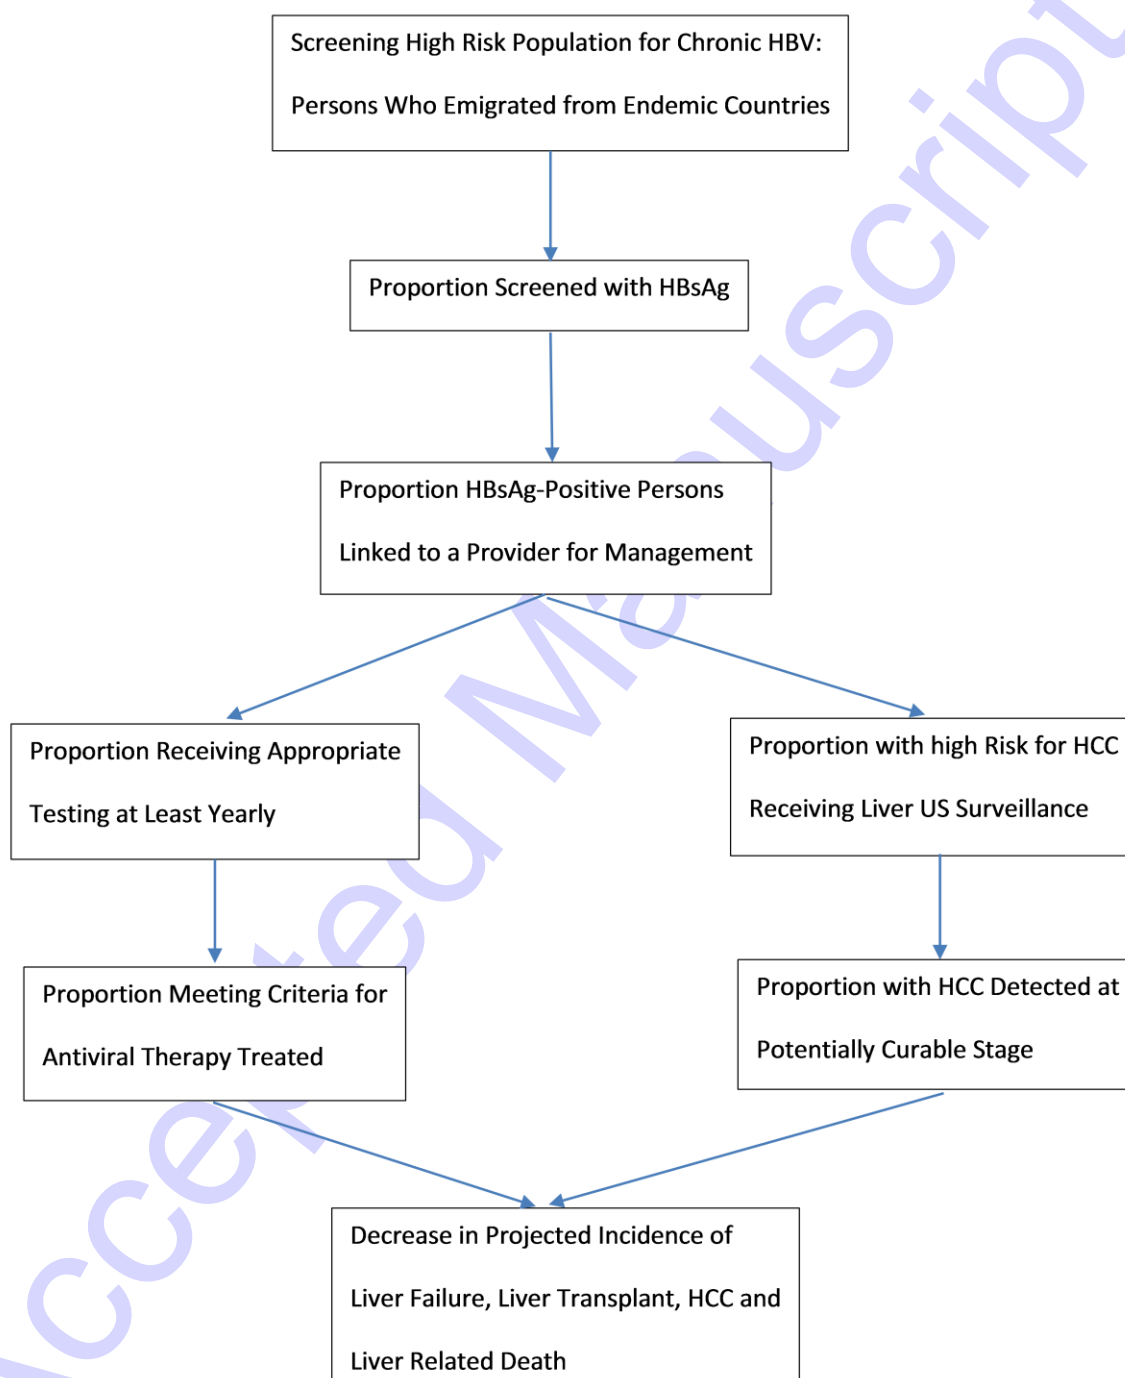 Screening High Risk Population for Chronic HBV:
Persons Who Emigrated from Endemic Countries
Proportion Screened with HBsAg
Proportion HBsAg-Positive Persons
Linked to a Provider for Management
Proportion Receiving Appropriate
Testing at Least Yearly
Proportion with high Risk for HCC
Receiving Liver US Surveillance
Proportion Meeting Criteria for
Antiviral Therapy Treated
Proportion with HCC Detected at
Potentially Curable Stage
Decrease in Projected Incidence of
Liver Failure, Liver Transplant, HCC and
Liver Related Death
Accepted Manuscript